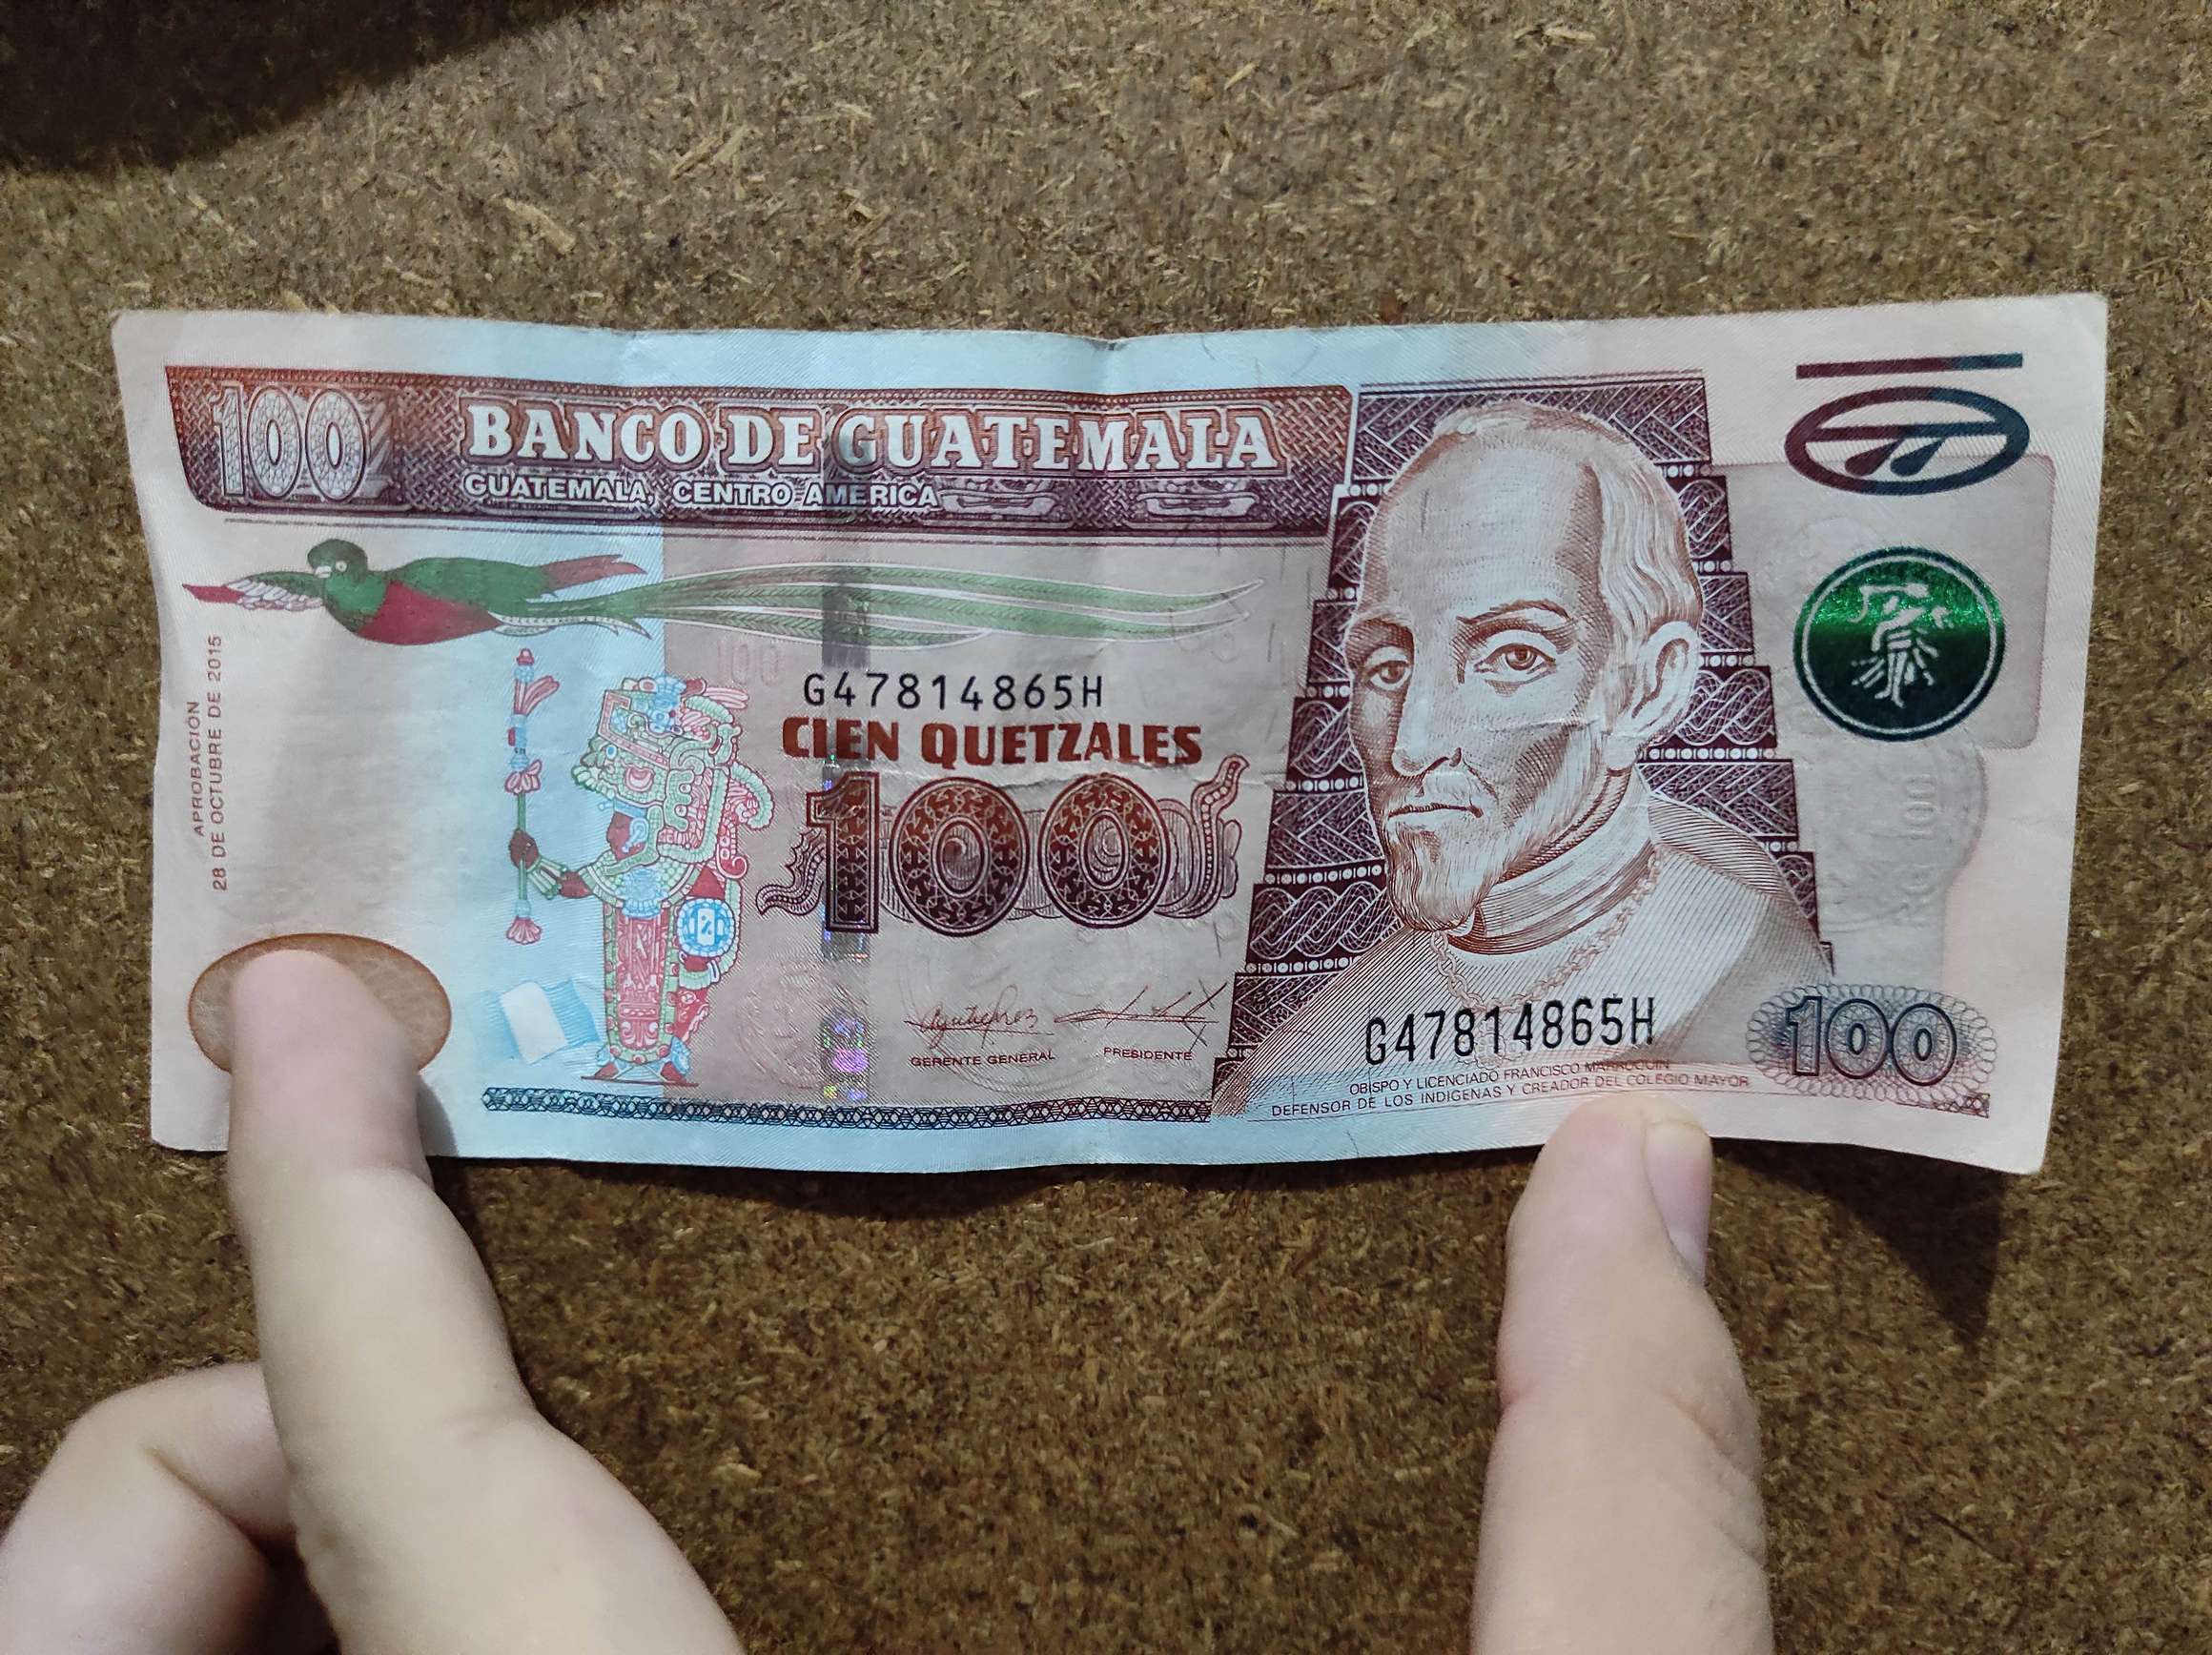 100 BANCO DE GUATEMALA
GUATEMALA, CENTRO AMERICA
APROBACIÓN
28 DE OCTUBRE DE 2015
G47814865H
CIEN QUETZALES
100
GERENTE GENERAL PRESIDENTE
G47814865H
OBISPO Y LICENCIADO FRANCISCO MARROQUIN
DEFENSOR DE LOS INDIGENAS Y CREADOR DEL COLEGIO MAYOR
100